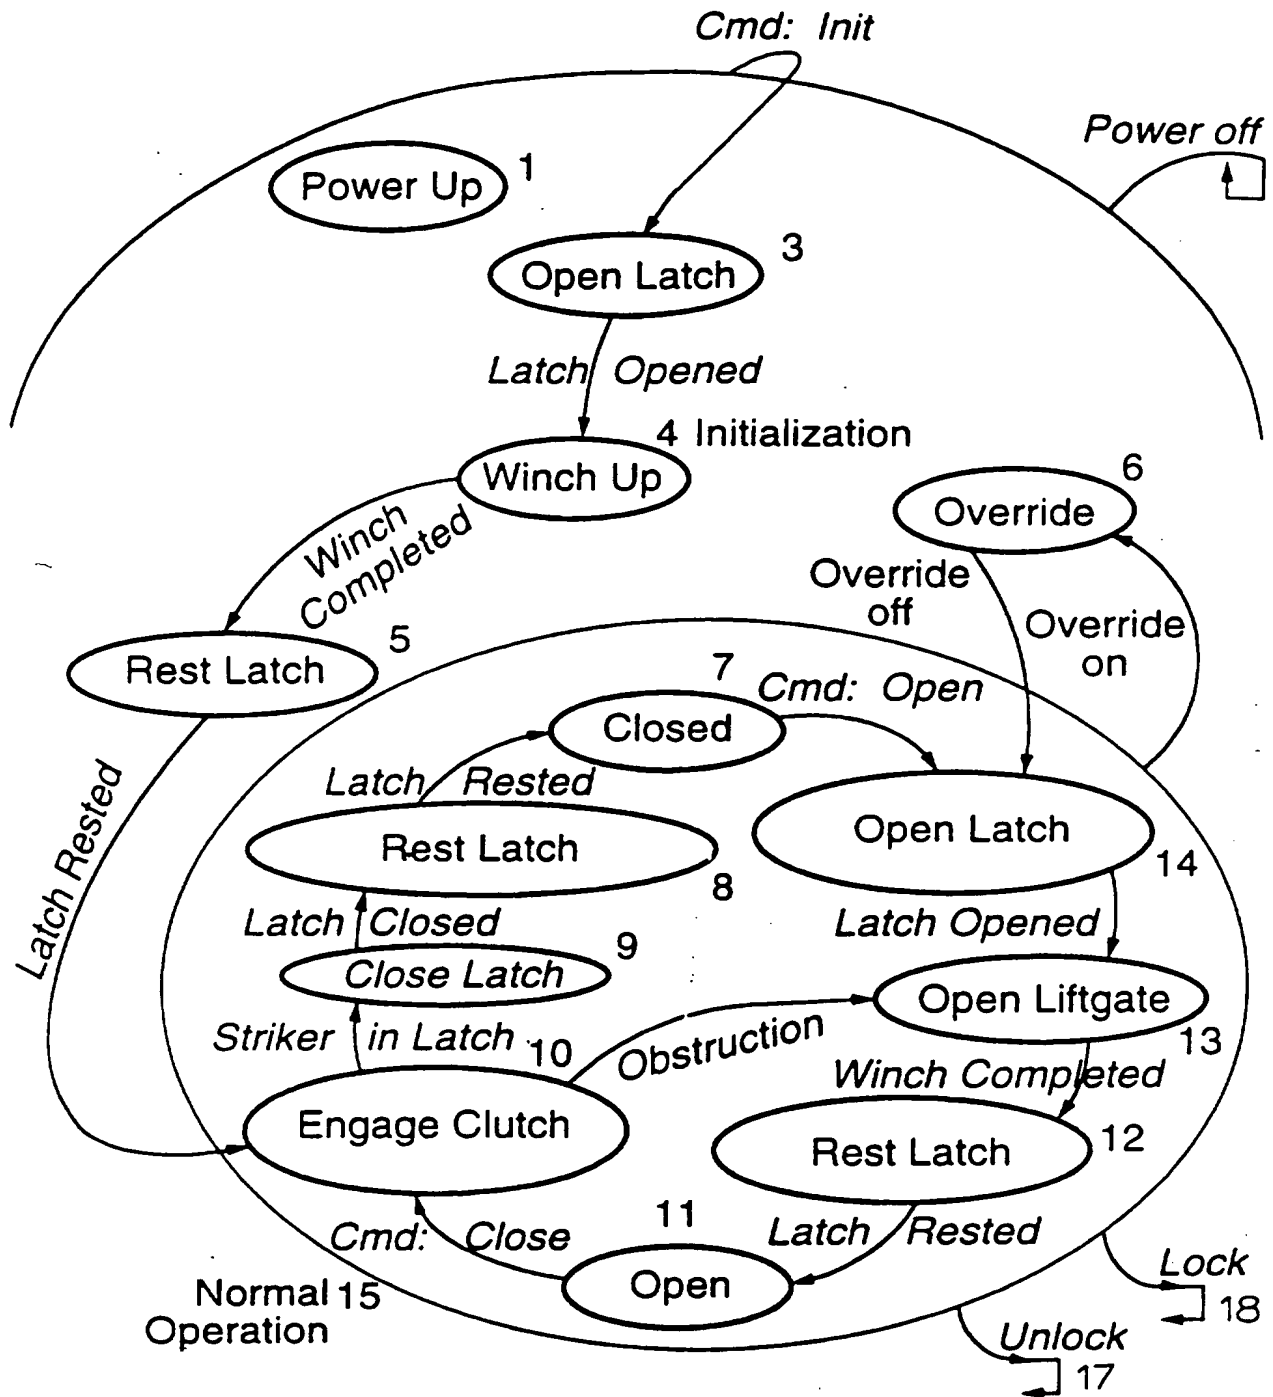 Cmd: Init
Power off
Power Up 1
3
Open Latch
Latch Opened
4 Initialization
Winch Up
6
Override
Winch
Completed
Override
off
Override
on
5
Rest Latch
7
Cmd: Open
Closed
Latch Rested
Latch Rested
Open Latch
14
Rest Latch
8
Latch Closed
9
Latch Opened
Close Latch
Open Liftgate
13
Striker in Latch
10
Obstruction
Winch Completed
Engage Clutch
12
Rest Latch
11
Latch Rested
Cmd: Close
Open
Normal 15
Operation
Lock
18
Unlock
17